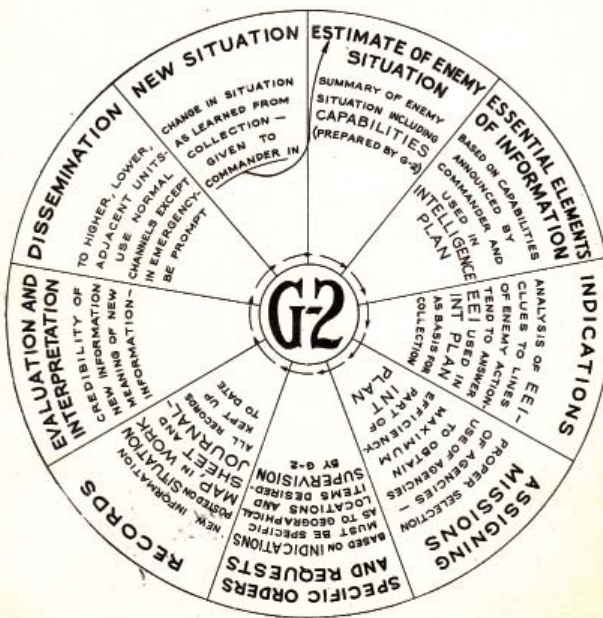 ESTIMATE OF ENEMY
SITUATION
SUMMARY OF ENEMY
SITUATION INCLUDING
CAPABILITIES
(PREPARED BY G-2)
ESSENTIAL ELEMENTS
OF INFORMATION
BASED ON CAPABILITIES
ANNOUNCED BY
COMMANDER AND
USED IN
INTELLIGENCE
PLAN
INDICATIONS
ANALYSIS OF EEI—
CLUES TO LINES
OF ENEMY ACTION-
TEND TO ANSWER
EEI USED IN
INT PLAN
AS BASIS FOR
COLLECTION
ASSIGNING
MISSIONS
PROPER SELECTION
OF AGENCIES —
USE OF AGENCIES
TO OBTAIN
MAXIMUM
EFFICIENCY.
PART OF
INT
PLAN
SPECIFIC ORDERS
AND REQUESTS
BASED ON INDICATIONS
MUST BE SPECIFIC
AS TO GEOGRAPHICAL
LOCATIONS AND
ITEMS DESIRED-
SUPERVISION
BY G-2
RECORDS
NEW
INFORMATION
POSTED ON SITUATION
MAP, IN WORK
SHEET AND
JOURNAL-
ALL RECORDS
KEPT UP
TO DATE
EVALUATION AND
INTERPRETATION
CREDIBILITY OF
NEW INFORMATION
MEANING OF NEW
INFORMATION—
DISSEMINATION
TO HIGHER, LOWER,
ADJACENT UNITS-
USE NORMAL
CHANNELS EXCEPT
IN EMERGENCY-
BE PROMPT
NEW SITUATION
CHANGE IN SITUATION
AS LEARNED FROM
COLLECTION —
GIVEN TO
COMMANDER IN
G-2